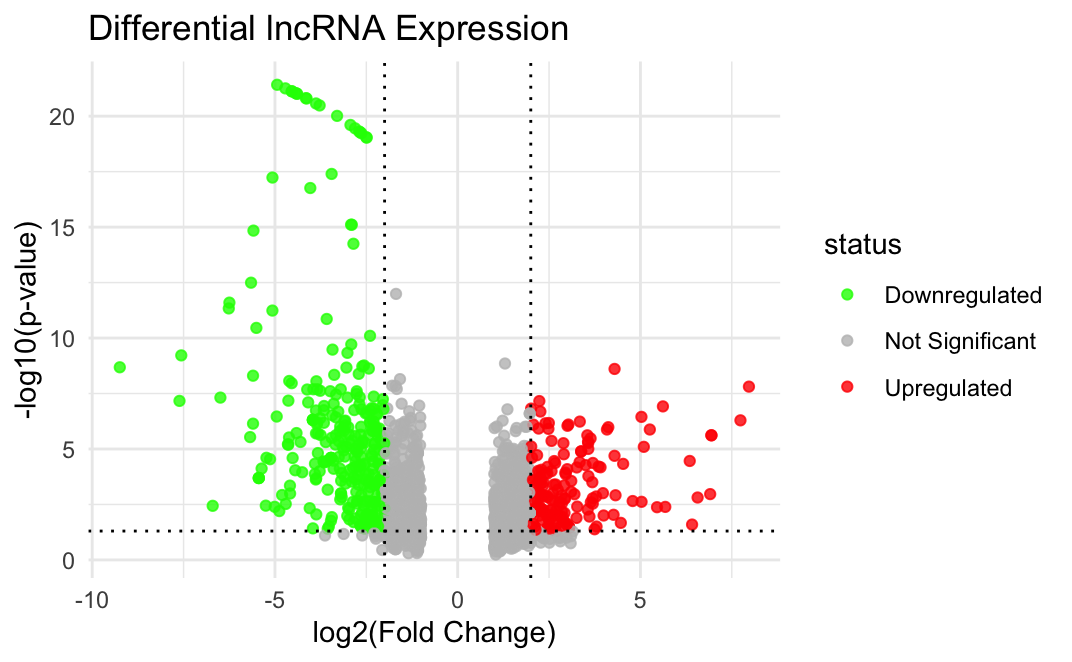 Differential lncRNA Expression
20
15
10
5
0
-log10(p-value)
-10
-5
0
5
log2(Fold Change)
status
Downregulated
Not Significant
Upregulated